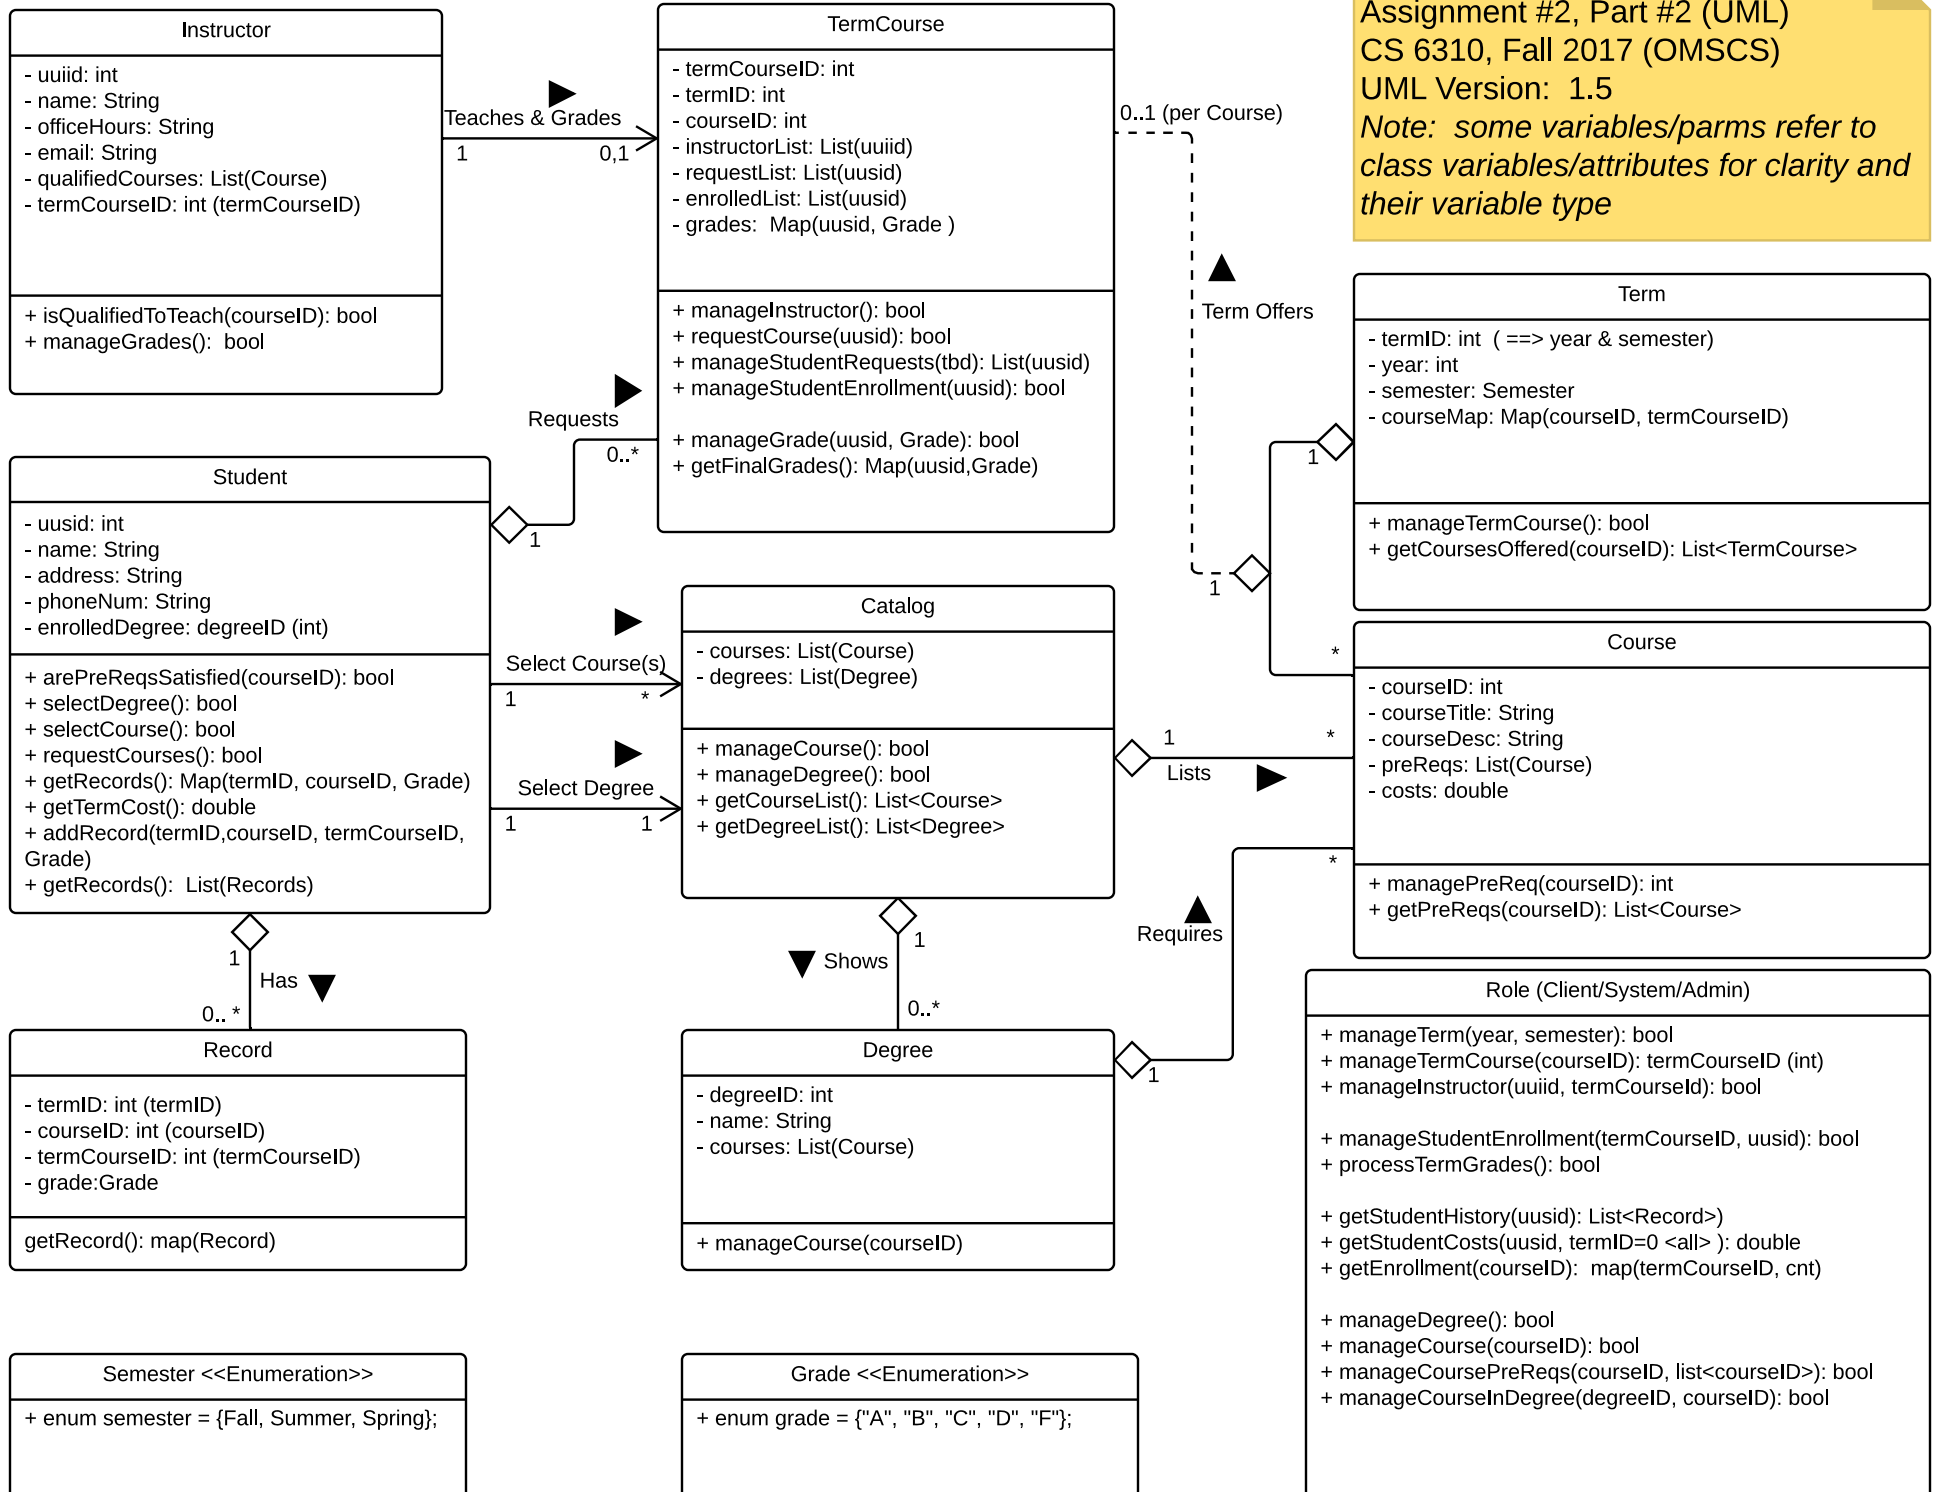 Instructor
- uuiid: int
- name: String
- officeHours: String
- email: String
- qualifiedCourses: List(Course)
- termCourseID: int (termCourseID)
+ isQualifiedToTeach(courseID): bool
+ manageGrades():  bool
Teaches & Grades
1
0,1
TermCourse
- termCourseID: int
- termID: int
- courseID: int
- instructorList: List(uuiid)
- requestList: List(uusid)
- enrolledList: List(uusid)
- grades:  Map(uusid, Grade )
+ manageInstructor(): bool
+ requestCourse(uusid): bool
+ manageStudentRequests(tbd): List(uusid)
+ manageStudentEnrollment(uusid): bool
+ manageGrade(uusid, Grade): bool
+ getFinalGrades(): Map(uusid,Grade)
0..1 (per Course)
Term Offers
1
Assignment #2, Part #2 (UML)
CS 6310, Fall 2017 (OMSCS)
UML Version:  1.5
Note:  some variables/parms refer to
class variables/attributes for clarity and
their variable type
Term
- termID: int  ( ==> year & semester)
- year: int
- semester: Semester
- courseMap: Map(courseID, termCourseID)
+ manageTermCourse(): bool
+ getCoursesOffered(courseID): List<TermCourse>
1
*
Requests
0..*
1
Student
- uusid: int
- name: String
- address: String
- phoneNum: String
- enrolledDegree: degreeID (int)
+ arePreReqsSatisfied(courseID): bool
+ selectDegree(): bool
+ selectCourse(): bool
+ requestCourses(): bool
+ getRecords(): Map(termID, courseID, Grade)
+ getTermCost(): double
+ addRecord(termID,courseID, termCourseID,
Grade)
+ getRecords():  List(Records)
Select Course(s)
1
*
Select Degree
1
1
Catalog
- courses: List(Course)
- degrees: List(Degree)
+ manageCourse(): bool
+ manageDegree(): bool
+ getCourseList(): List<Course>
+ getDegreeList(): List<Degree>
1
*
Lists
Course
- courseID: int
- courseTitle: String
- courseDesc: String
- preReqs: List(Course)
- costs: double
+ managePreReq(courseID): int
+ getPreReqs(courseID): List<Course>
*
Requires
1
1
Has
0.. *
1
Shows
0..*
Record
- termID: int (termID)
- courseID: int (courseID)
- termCourseID: int (termCourseID)
- grade:Grade
getRecord(): map(Record)
Degree
- degreeID: int
- name: String
- courses: List(Course)
+ manageCourse(courseID)
Role (Client/System/Admin)
+ manageTerm(year, semester): bool
+ manageTermCourse(courseID): termCourseID (int)
+ manageInstructor(uuiid, termCourseId): bool
+ manageStudentEnrollment(termCourseID, uusid): bool
+ processTermGrades(): bool
+ getStudentHistory(uusid): List<Record>)
+ getStudentCosts(uusid, termID=0 <all> ): double
+ getEnrollment(courseID):  map(termCourseID, cnt)
+ manageDegree(): bool
+ manageCourse(courseID): bool
+ manageCoursePreReqs(courseID, list<courseID>): bool
+ manageCourseInDegree(degreeID, courseID): bool
Semester <<Enumeration>>
+ enum semester = {Fall, Summer, Spring};
Grade <<Enumeration>>
+ enum grade = {"A", "B", "C", "D", "F"};